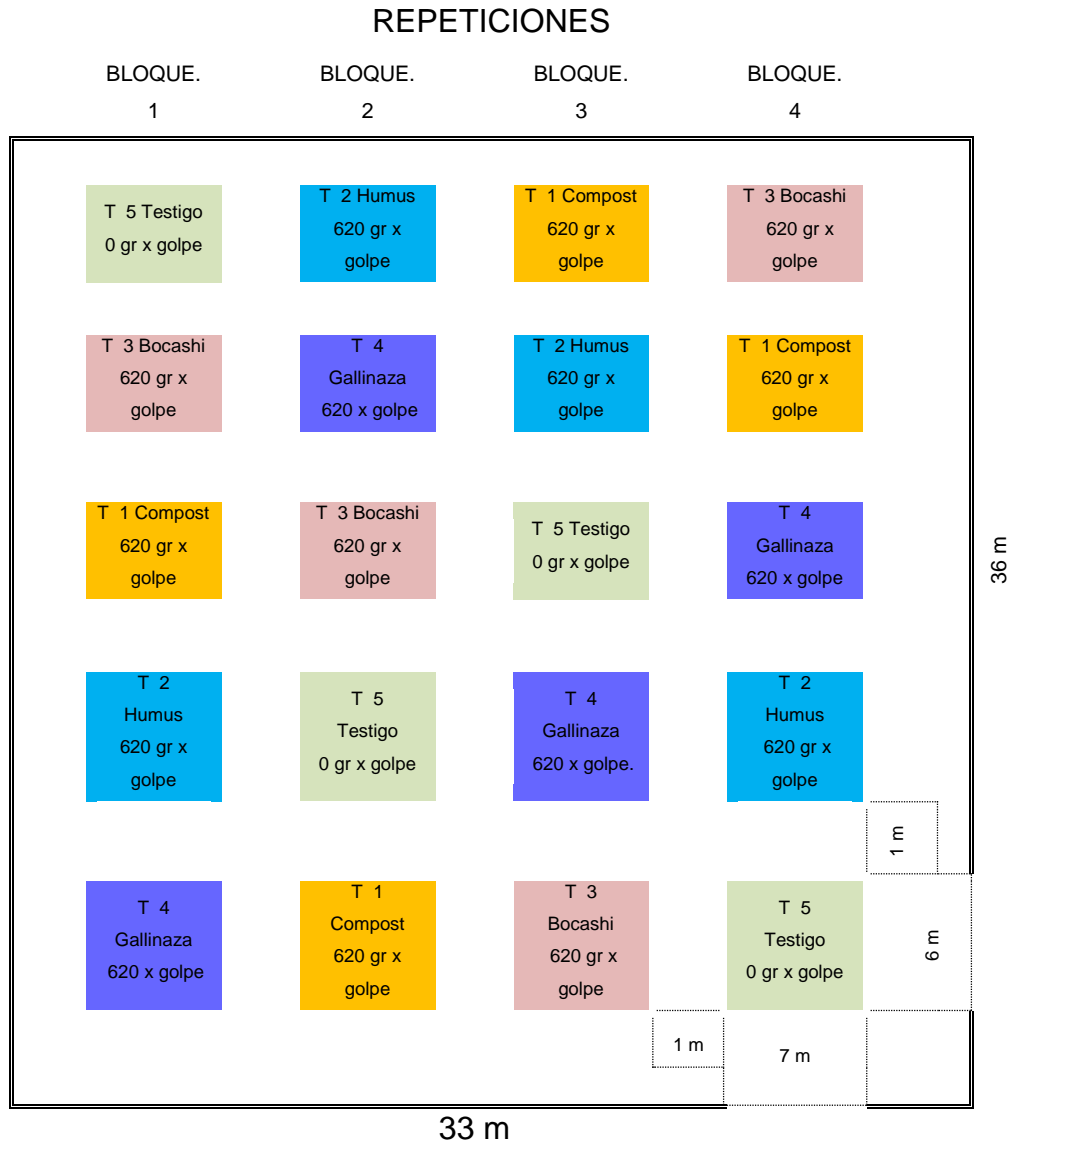 REPETICIONES
BLOQUE.
1
BLOQUE.
2
BLOQUE.
3
BLOQUE.
4
T 5 Testigo
0 gr x golpe
T 2 Humus
620 gr x
golpe
T 1 Compost
620 gr x
golpe
T 3 Bocashi
620 gr x
golpe
T 3 Bocashi
620 gr x
golpe
T 4
Gallinaza
620 x golpe
T 2 Humus
620 gr x
golpe
T 1 Compost
620 gr x
golpe
T 1 Compost
620 gr x
golpe
T 3 Bocashi
620 gr x
golpe
T 5 Testigo
0 gr x golpe
T 4
Gallinaza
620 x golpe
36 m
T 2
Humus
620 gr x
golpe
T 5
Testigo
0 gr x golpe
T 4
Gallinaza
620 x golpe.
T 2
Humus
620 gr x
golpe
1 m
T 4
Gallinaza
620 x golpe
T 1
Compost
620 gr x
golpe
T 3
Bocashi
620 gr x
golpe
T 5
Testigo
0 gr x golpe
6 m
1 m
7 m
33 m